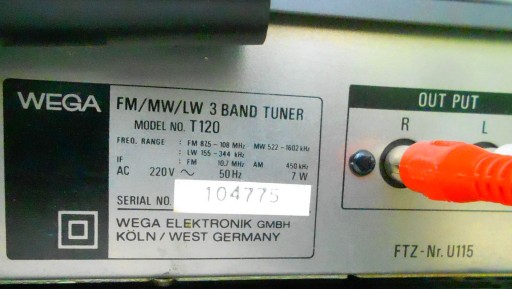 WEGA
FM/MW/LW 3 BAND TUNER
MODEL NO. T120
FREQ. RANGE : FM 87,5 - 108 MHz MW 522 - 1602 kHz
: LW 155 - 344 kHz
IF : FM 10,7 MHz AM 450 kHz
AC 220V ~ 50 Hz 7 W
SERIAL NO. 104775
WEGA ELEKTRONIK GMBH
KÖLN / WEST GERMANY
OUT PUT
R L
FTZ - Nr. U115